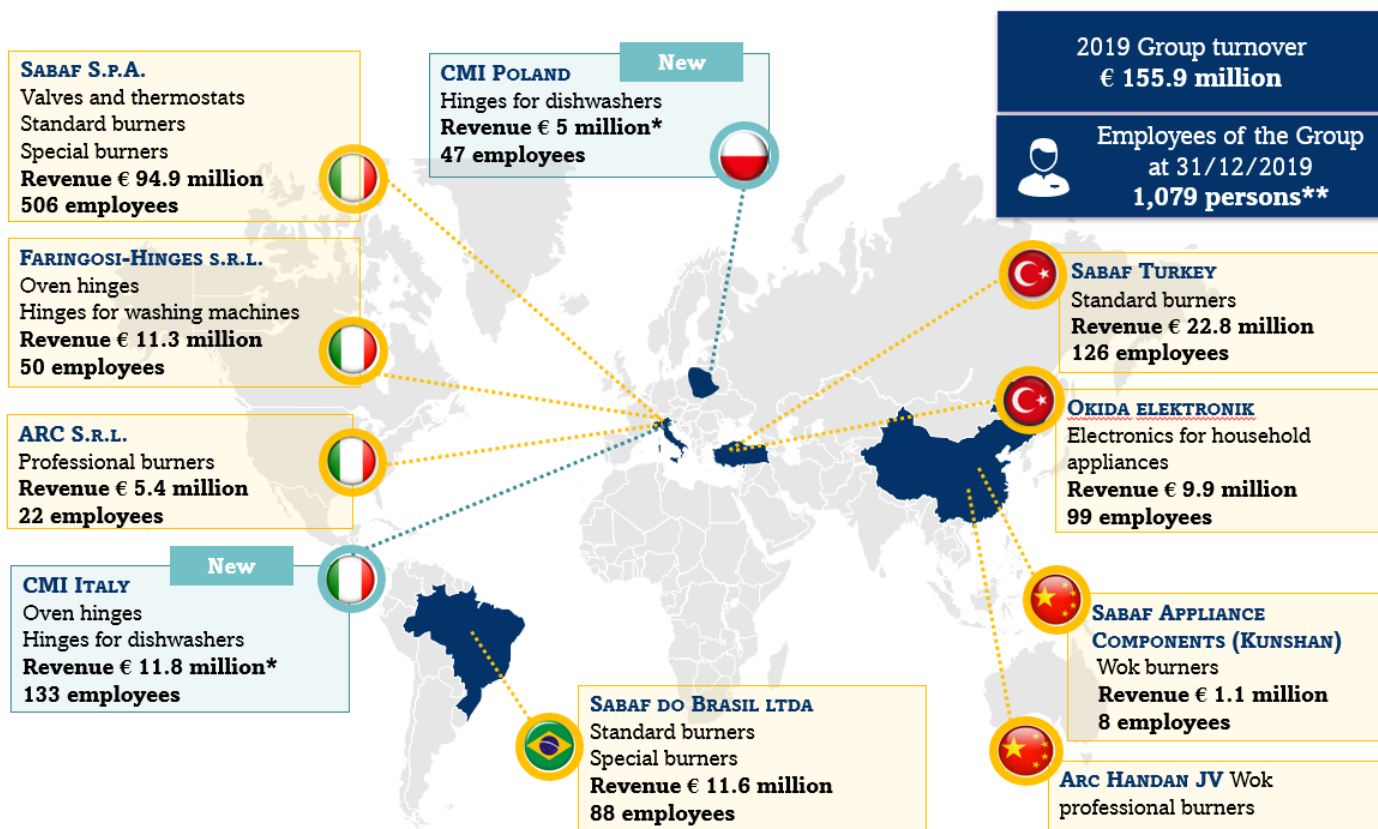 SABAF S.P.A.
Valves and thermostats
Standard burners
Special burners
Revenue € 94.9 million
506 employees
New
CMI POLAND
Hinges for dishwashers
Revenue € 5 million*
47 employees
2019 Group turnover
€ 155.9 million
Employees of the Group
at 31/12/2019
1,079 persons**
FARINGOSI-HINGES S.R.L.
Oven hinges
Hinges for washing machines
Revenue € 11.3 million
50 employees
SABAF TURKEY
Standard burners
Revenue € 22.8 million
126 employees
ARC S.R.L.
Professional burners
Revenue € 5.4 million
22 employees
OKIDA ELEKTRONIK
Electronics for household
appliances
Revenue € 9.9 million
99 employees
New
CMI ITALY
Oven hinges
Hinges for dishwashers
Revenue € 11.8 million*
133 employees
SABAF DO BRASIL LTDA
Standard burners
Special burners
Revenue € 11.6 million
88 employees
SABAF APPLIANCE
COMPONENTS (KUNSHAN)
Wok burners
Revenue € 1.1 million
8 employees
ARC HANDAN JV Wok
professional burners